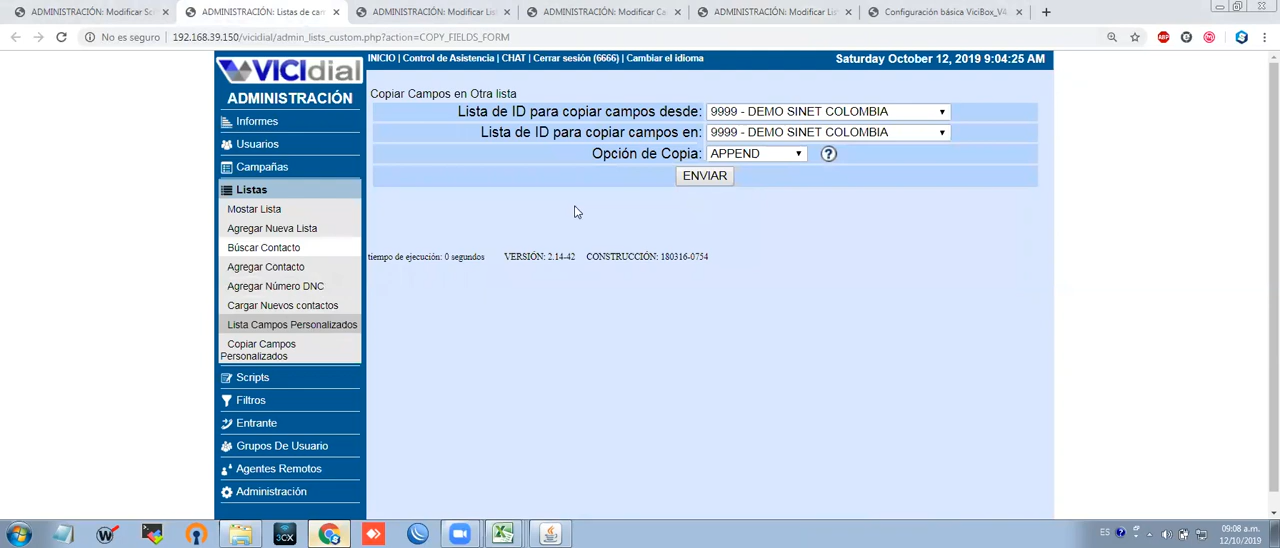 ADMINISTRACIÓN: Modificar Sc
ADMINISTRACIÓN: Listas de can
ADMINISTRACIÓN: Modificar List
ADMINISTRACIÓN: Modificar Ca
ADMINISTRACIÓN: Modificar List
Configuración básica ViciBox_V4
No es seguro
192.168.39.150/vicidial/admin_lists_custom.php?action=COPY_FIELDS_FORM
VICIdial
INICIO | Control de Asistencia | CHAT | Cerrar sesión (6666) | Cambiar el idioma
Saturday October 12, 2019 9:04:25 AM
ADMINISTRACIÓN
Informes
Usuarios
Campañas
Listas
Mostar Lista
Agregar Nueva Lista
Búscar Contacto
Agregar Contacto
Agregar Número DNC
Cargar Nuevos contactos
Lista Campos Personalizados
Copiar Campos
Personalizados
Scripts
Filtros
Entrante
Grupos De Usuario
Agentes Remotos
Administración
Copiar Campos en Otra lista
Lista de ID para copiar campos desde: 9999 - DEMO SINET COLOMBIA
Lista de ID para copiar campos en: 9999 - DEMO SINET COLOMBIA
Opción de Copia: APPEND
ENVIAR
tiempo de ejecución: 0 segundos VERSIÓN: 2.14-42 CONSTRUCCIÓN: 180316-0754
3CX
ES
09:08 a.m.
12/10/2019